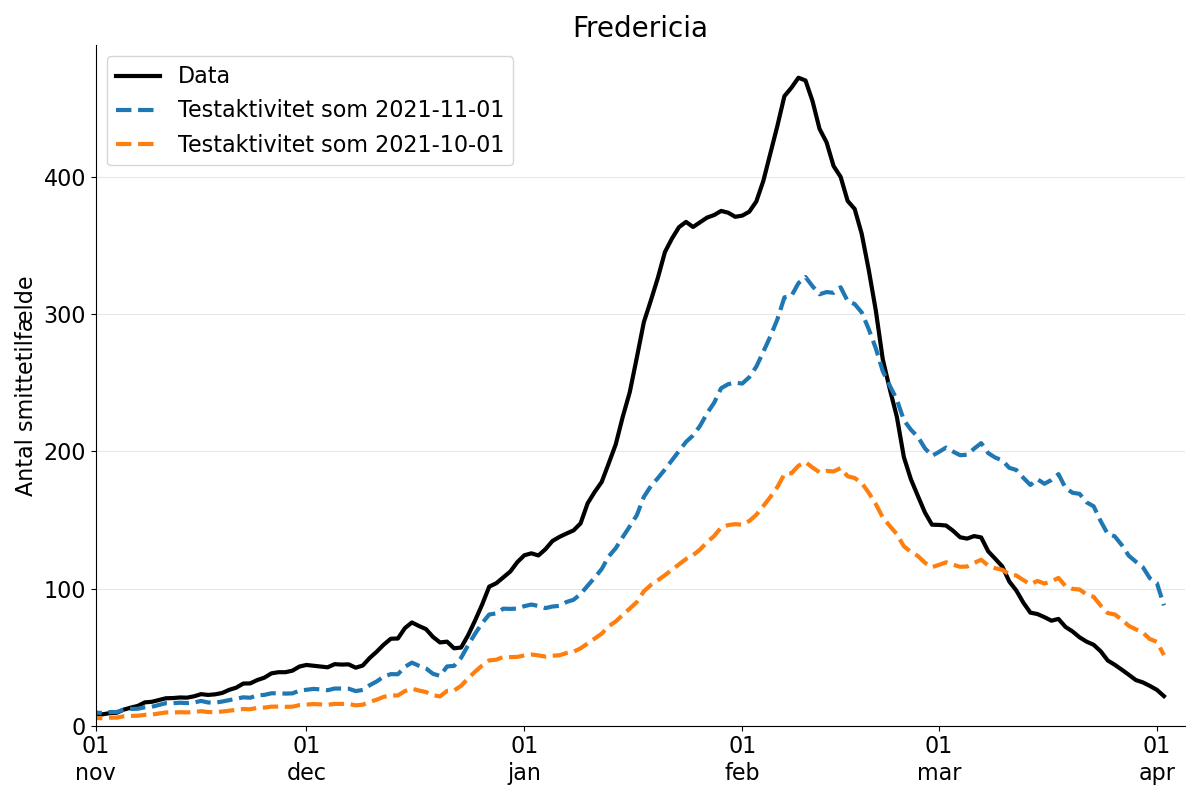 Fredericia
Data
Testaktivitet som 2021-11-01
Testaktivitet som 2021-10-01
Antal smittetilfælde
400
300
200
100
0
01 01 01 01 01 01
nov dec jan feb mar apr